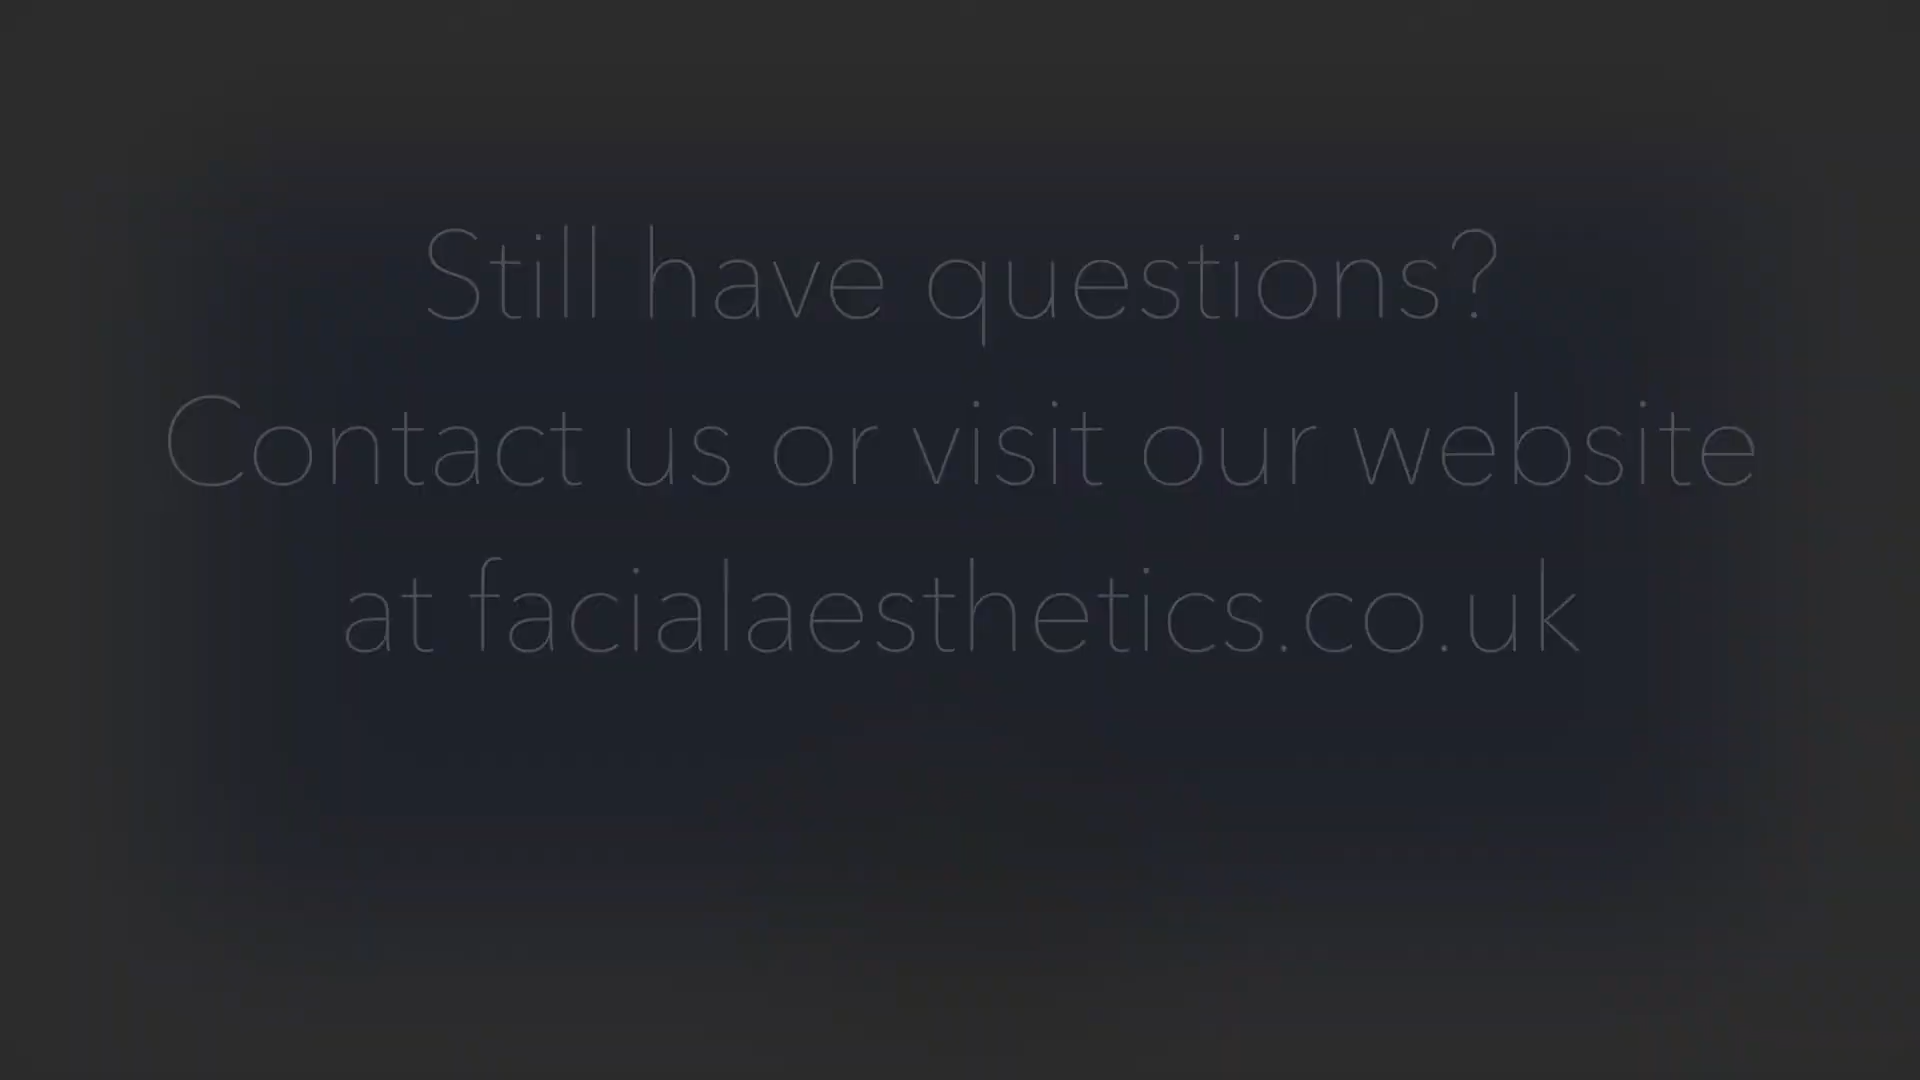 Still have questions?
Contact us or visit our website
at facialaesthetics.co.uk